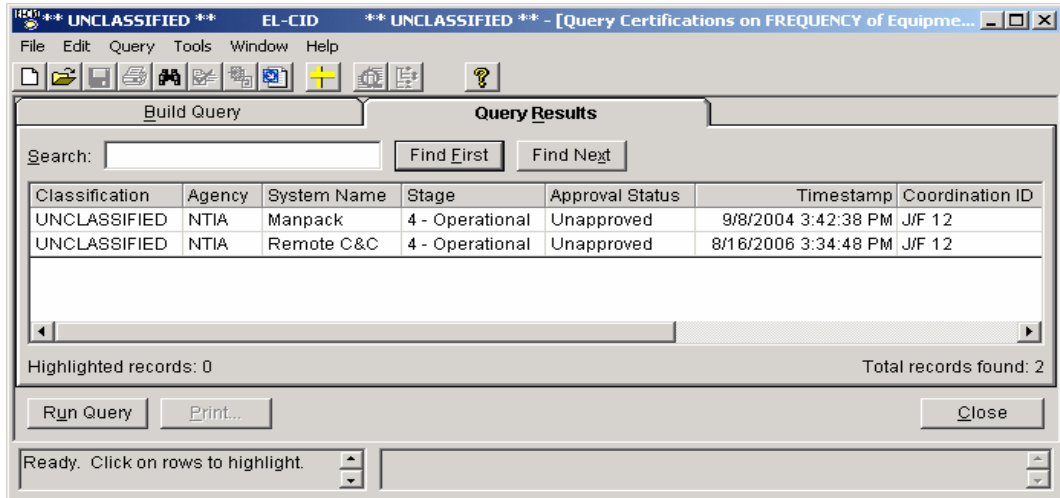 ** UNCLASSIFIED ** EL-CID ** UNCLASSIFIED ** - [Query Certifications on FREQUENCY of Equipme...
File Edit Query Tools Window Help
Build Query Query Results
Search: Find First Find Next
Classification Agency System Name Stage Approval Status Timestamp Coordination ID
UNCLASSIFIED NTIA Manpack 4 - Operational Unapproved 9/8/2004 3:42:38 PM J/F 12
UNCLASSIFIED NTIA Remote C&C 4 - Operational Unapproved 8/16/2006 3:34:48 PM J/F 12
Highlighted records: 0 Total records found: 2
Run Query Print... Close
Ready. Click on rows to highlight.